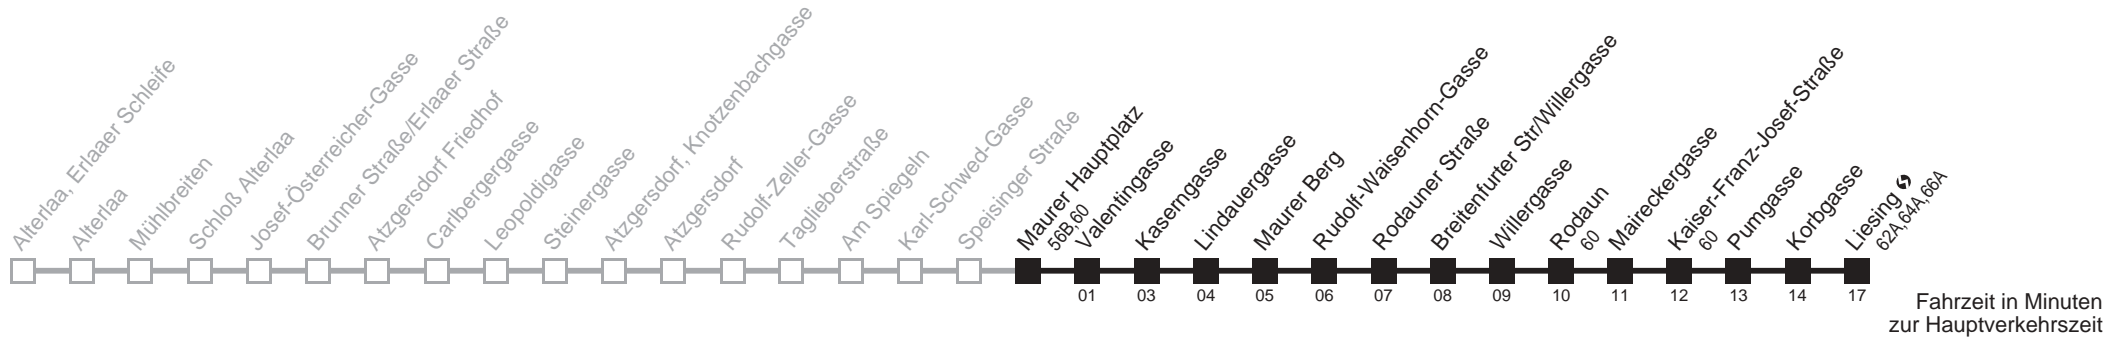 Alterlaa, Erlaaer Schleife
Alterlaa
Mühlbreiten
Schloß Alterlaa
Josef-Österreicher-Gasse
Brunner Straße/Erlaaer Straße
Atzgersdorf Friedhof
Carlbergergasse
Leopoldigasse
Steinergasse
Atzgersdorf, Knotzenbachgasse
Atzgersdorf
Rudolf-Zeller-Gasse
Taglieberstraße
Am Spiegeln
Karl-Schwed-Gasse
Speisinger Straße
Maurer Hauptplatz
56B,60
Valentingasse
Kaserngasse
Lindauergasse
Maurer Berg
Rudolf-Waisenhorn-Gasse
Rodauner Straße
Breitenfurter Str/Willergasse
Willergasse
Rodaun
60
Maireckergasse
Kaiser-Franz-Josef-Straße
60
Pumgasse
Korbgasse
Liesing
62A,64A,66A
01 03 04 05 06 07 08 09 10 11 12 13 14 17
Fahrzeit in Minuten
zur Hauptverkehrszeit